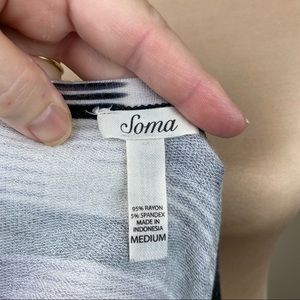 Soma
95% RAYON
5% SPANDEX
MADE IN
INDONESIA
MEDIUM